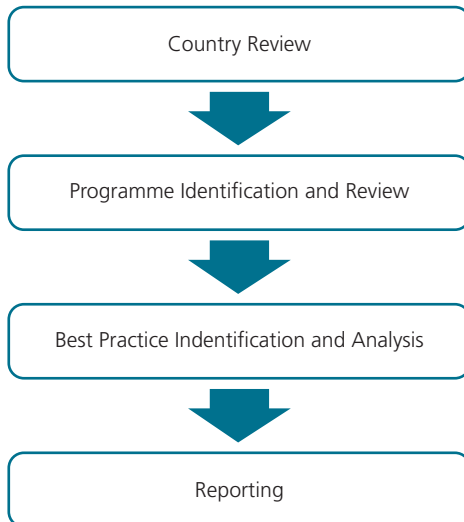 Country Review
Programme Identification and Review
Best Practice Indentification and Analysis
Reporting